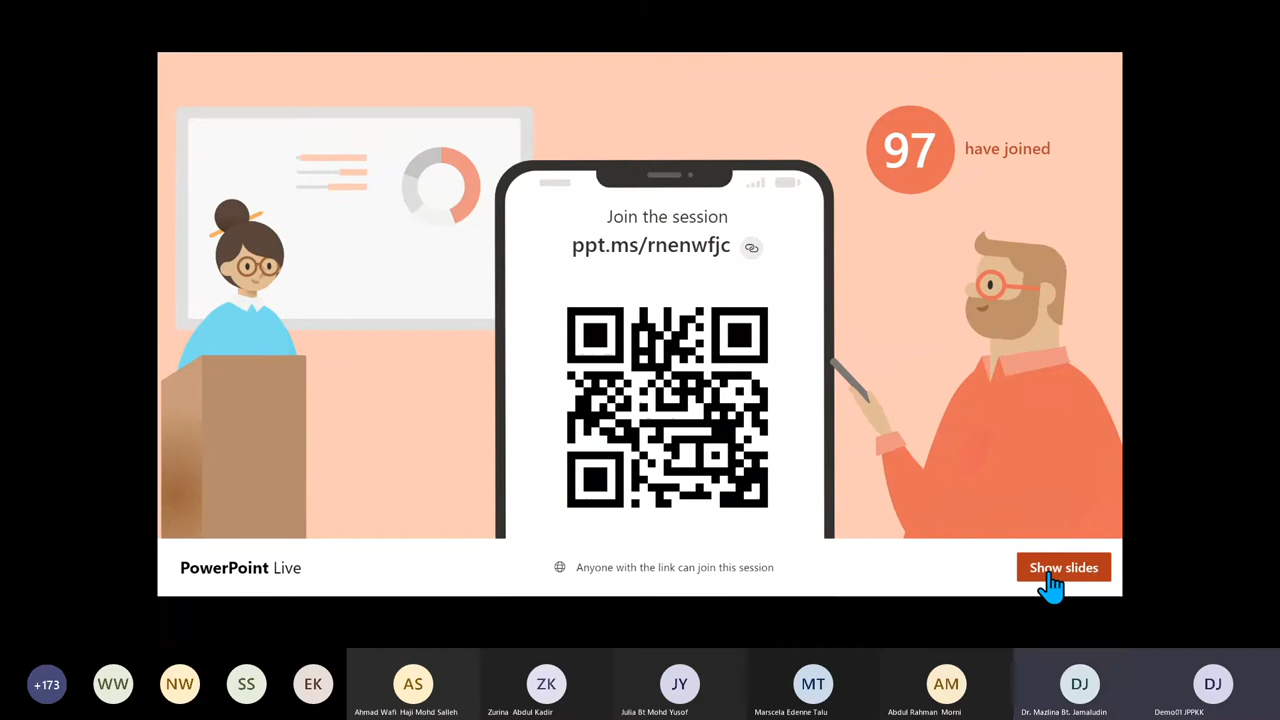 97 have joined
Join the session
ppt.ms/rnenwfjc
PowerPoint Live
Anyone with the link can join this session
Show slides
+173
WW
NW
SS
EK
AS
ZK
JY
MT
AM
DJ
DJ
Ahmad Wafi Haji Mohd Salleh
Zurina Abdul Kadir
Julia Bt Mohd Yusof
Marscela Edenne Talu
Abdul Rahman Morni
Dr. Mazlina Bt. Jamaludin
Demo01 JPPKK